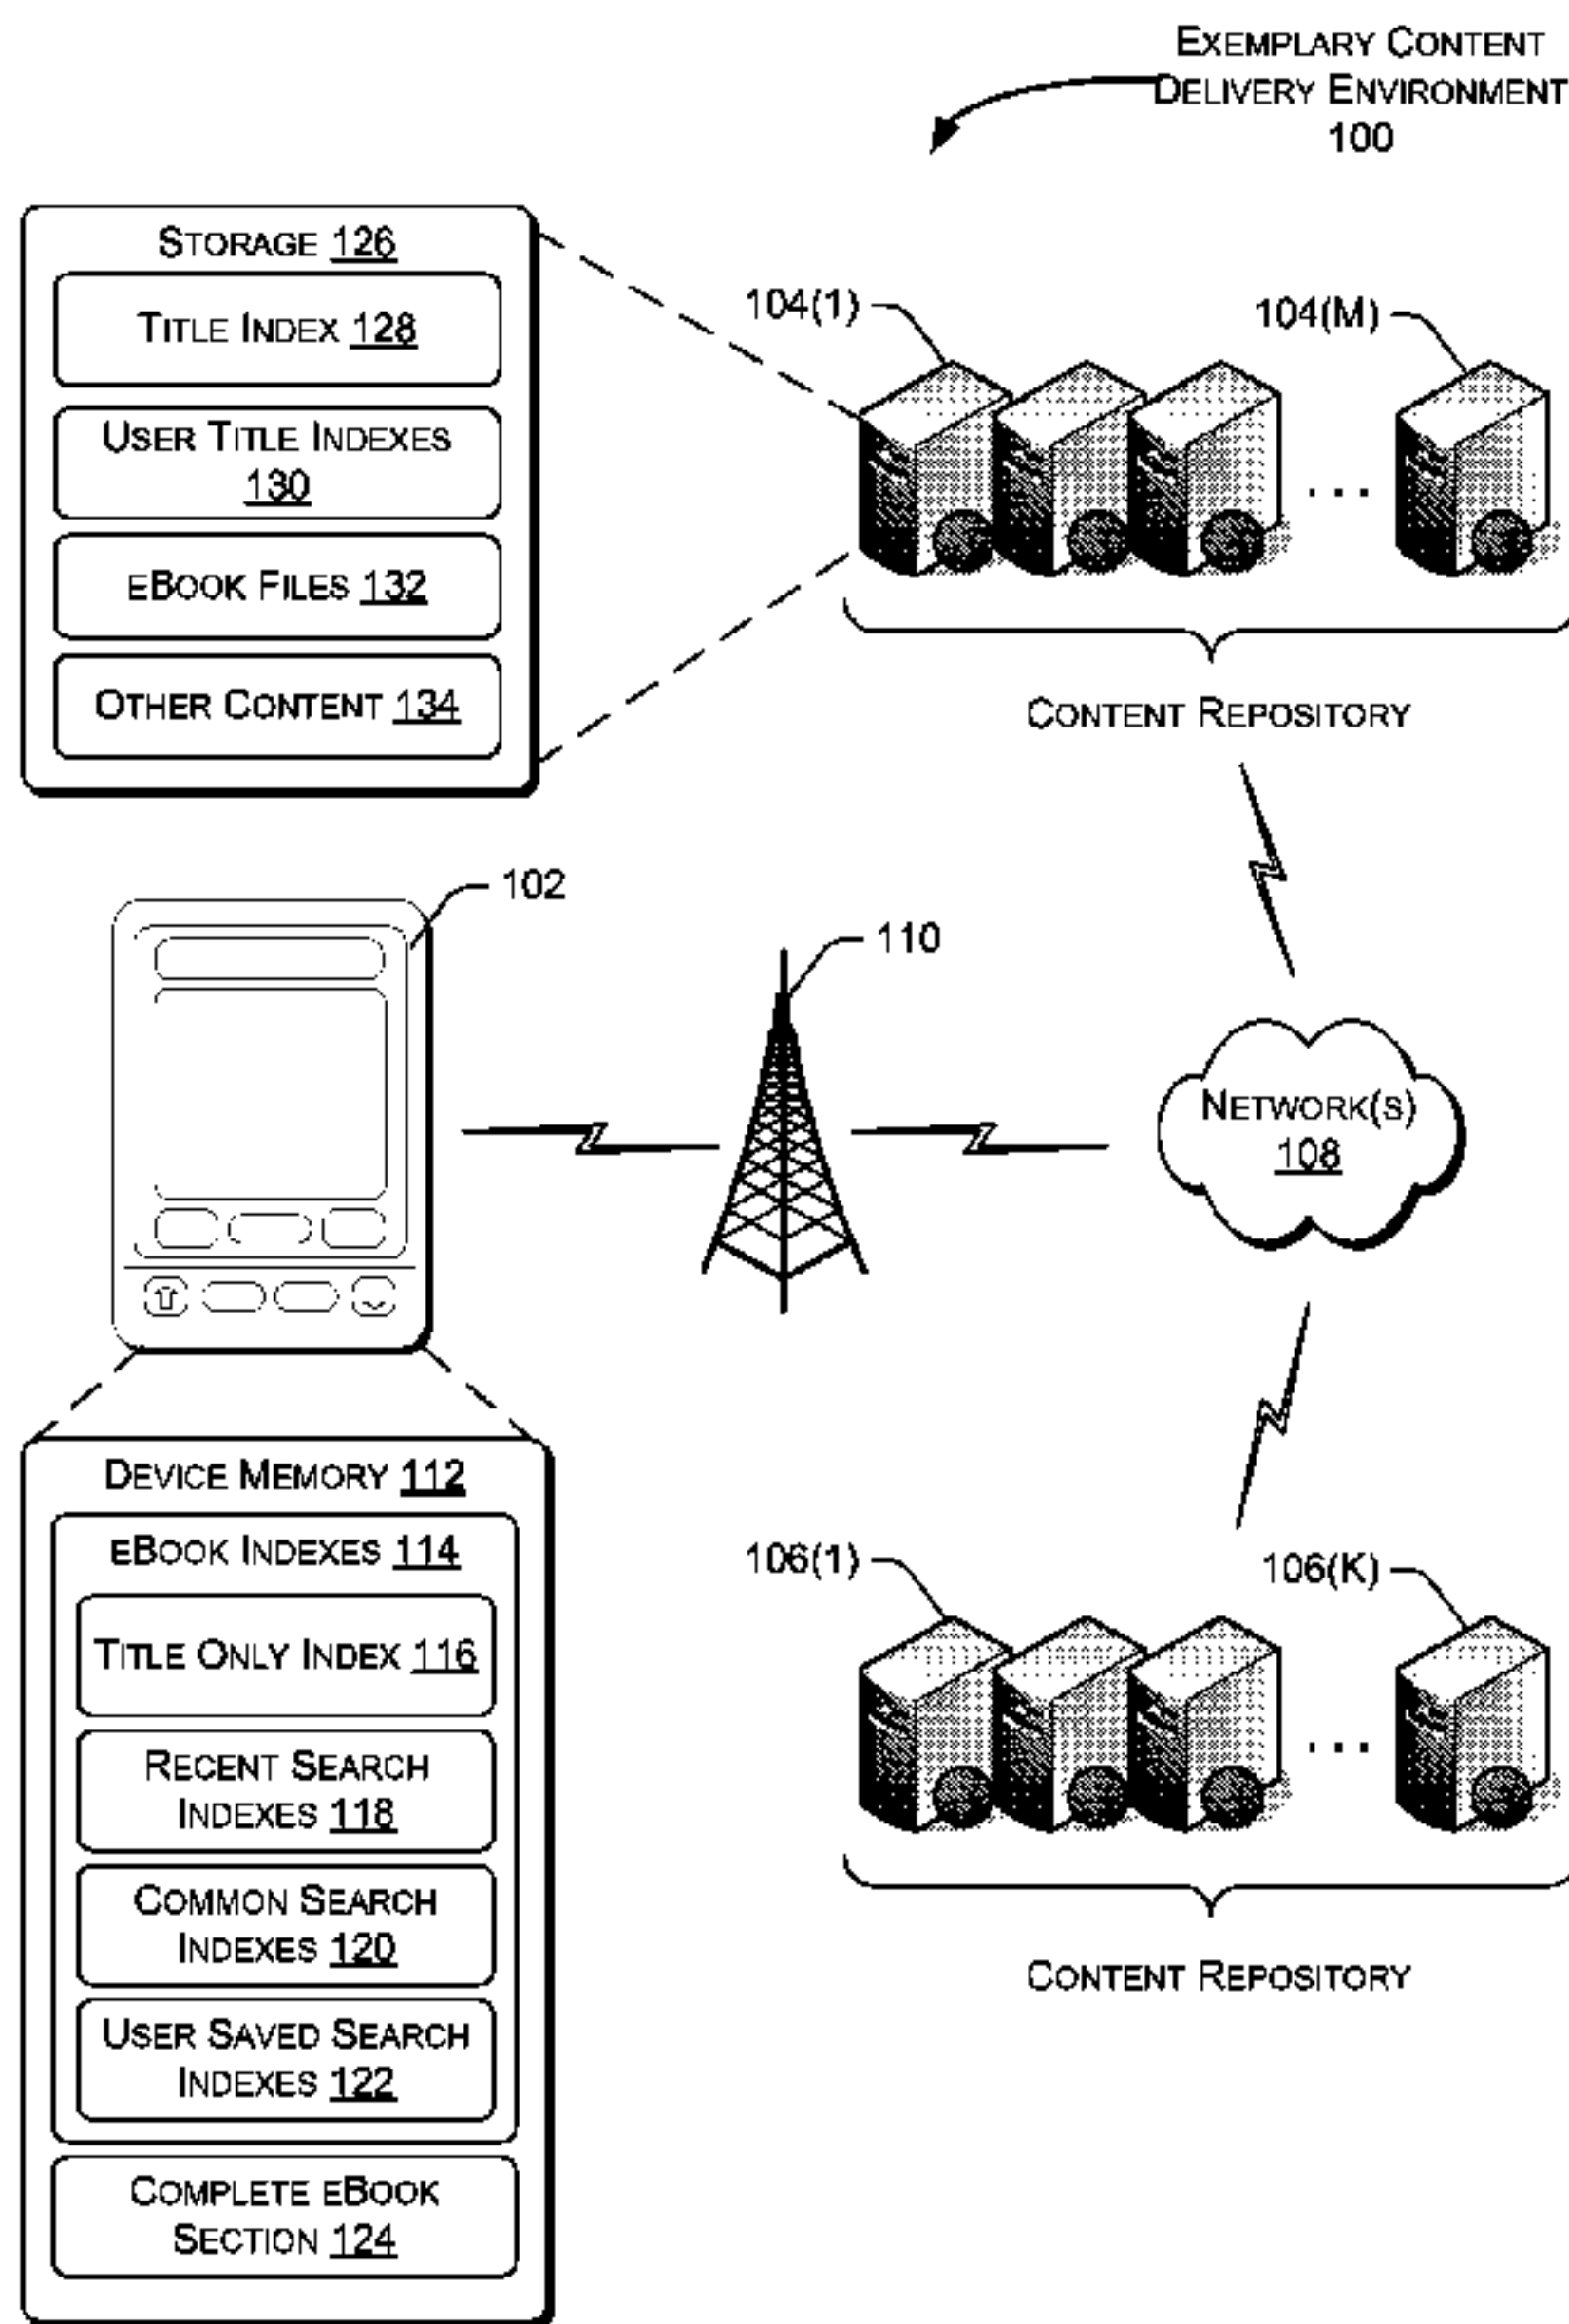 EXEMPLARY CONTENT
DELIVERY ENVIRONMENT
100
STORAGE 126
TITLE INDEX 128
USER TITLE INDEXES
130
EBOOK FILES 132
OTHER CONTENT 134
104(1)
104(M)
...
CONTENT REPOSITORY
102
110
NETWORK(S)
108
DEVICE MEMORY 112
EBOOK INDEXES 114
TITLE ONLY INDEX 116
RECENT SEARCH
INDEXES 118
COMMON SEARCH
INDEXES 120
USER SAVED SEARCH
INDEXES 122
COMPLETE EBOOK
SECTION 124
106(1)
106(K)
...
CONTENT REPOSITORY